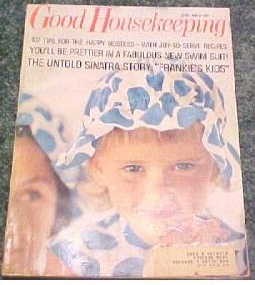 Good Housekeeping
107 TIPS FOR THE HAPPY HOSTESS—WITH JOY-TO-SERVE RECIPES
YOU'LL BE PRETTIER IN A FABULOUS NEW SWIM SUIT!
THE UNTOLD SINATRA STORY: "FRANKIE'S KIDS"